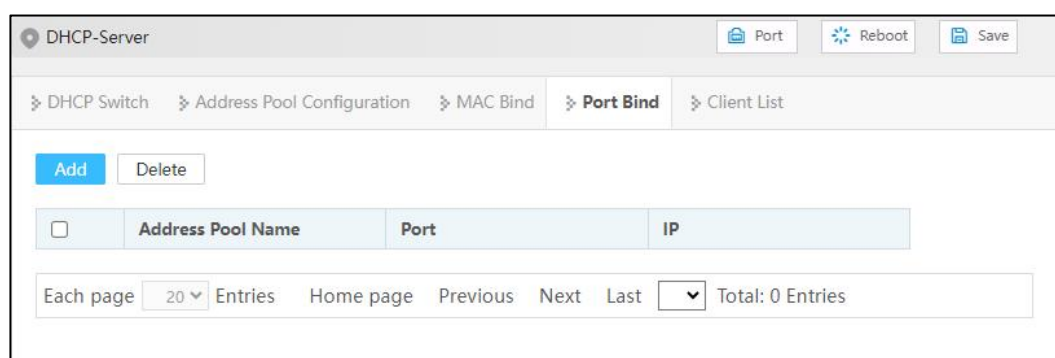 DHCP-Server Port Reboot Save
DHCP Switch Address Pool Configuration MAC Bind Port Bind Client List
Add Delete
Address Pool Name Port IP
Each page 20 Entries Home page Previous Next Last Total: 0 Entries